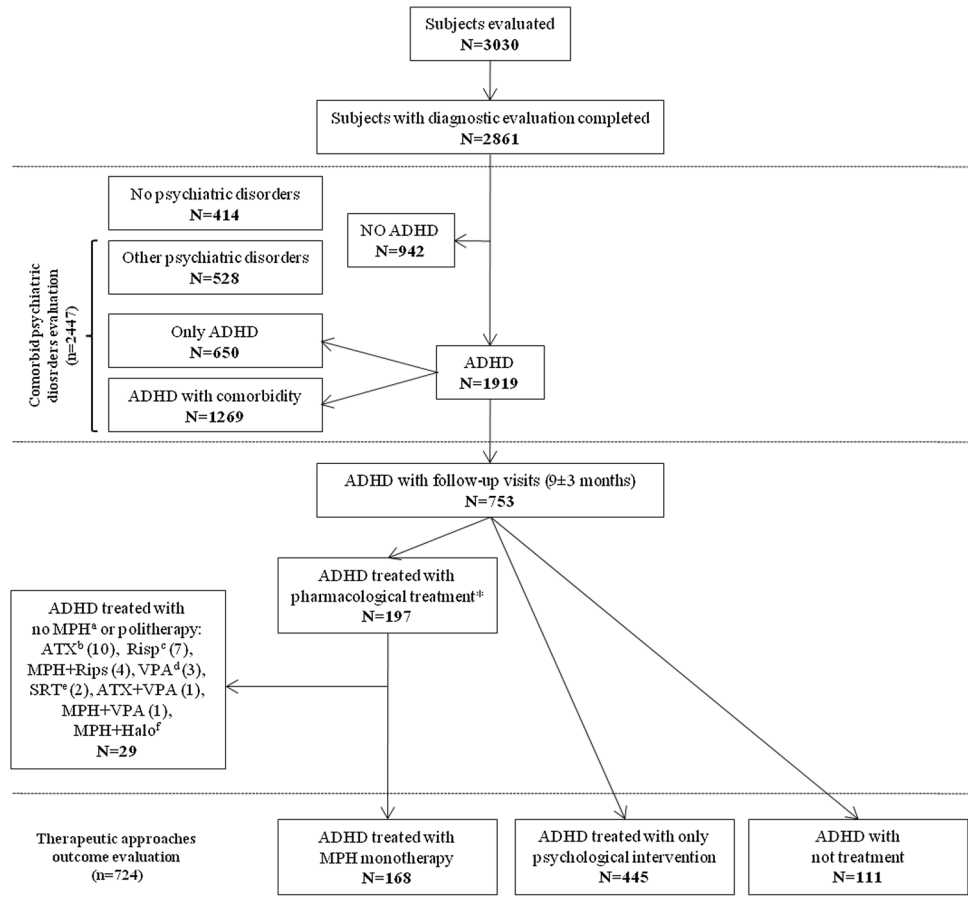 Subjects evaluated
N=3030
Subjects with diagnostic evaluation completed
N=2861
No psychiatric disorders
N=414
NO ADHD
N=942
Other psychiatric disorders
N=528
Comorbid psychiatric
diosrders evaluation
(n=2447)
Only ADHD
N=650
ADHD
N=1919
ADHD with comorbidity
N=1269
ADHD with follow-up visits (9±3 months)
N=753
ADHD treated with
pharmacological treatment*
N=197
ADHD treated with
no MPHᵃ or politherapy:
ATXᵇ (10), Rispᶜ (7),
MPH+Rips (4), VPAᵈ (3),
SRTᵉ (2), ATX+VPA (1),
MPH+VPA (1),
MPH+Haloᶠ
N=29
Therapeutic approaches
outcome evaluation
(n=724)
ADHD treated with
MPH monotherapy
N=168
ADHD treated with only
psychological intervention
N=445
ADHD with
not treatment
N=111